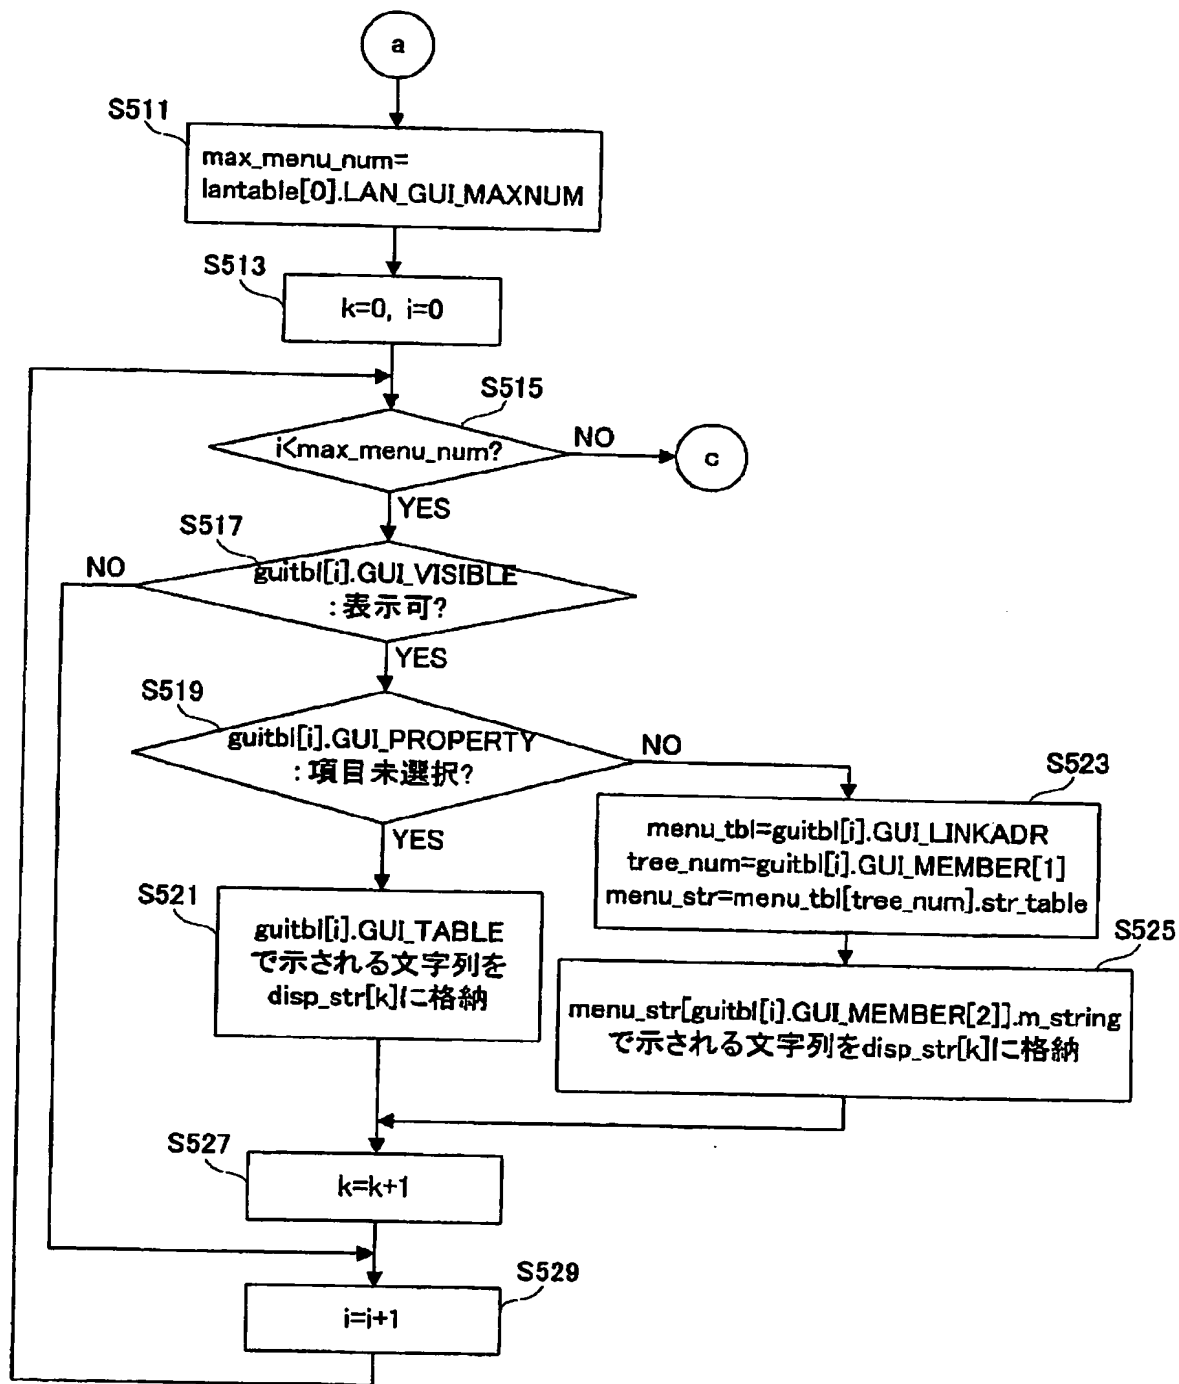 a
S511
max_menu_num=
lantable[0].LAN_GUI_MAXNUM
S513
k=0, i=0
S515
i<max_menu_num?
NO
c
YES
S517
NO
guitbl[i].GUI_VISIBLE
:表示可?
YES
S519
guitbl[i].GUI_PROPERTY
:項目未選択?
NO
YES
S523
menu_tbl=guitbl[i].GUI_LINKADR
tree_num=guitbl[i].GUI_MEMBER[1]
menu_str=menu_tbl[tree_num].str_table
S521
guitbl[i].GUI_TABLE
で示される文字列を
disp_str[k]に格納
S525
menu_str[guitbl[i].GUI_MEMBER[2]].m_string
で示される文字列をdisp_str[k]に格納
S527
k=k+1
S529
i=i+1